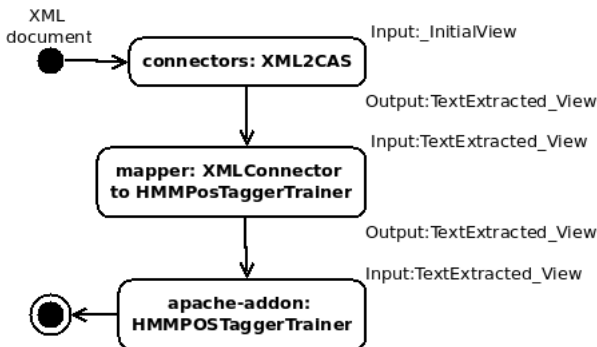 XML
document
Input:_InitialView
connectors: XML2CAS
Output:TextExtracted_View
Input:TextExtracted_View
mapper: XMLConnector
to HMMPosTaggerTrainer
Output:TextExtracted_View
Input:TextExtracted_View
apache-addon:
HMMPOSTaggerTrainer